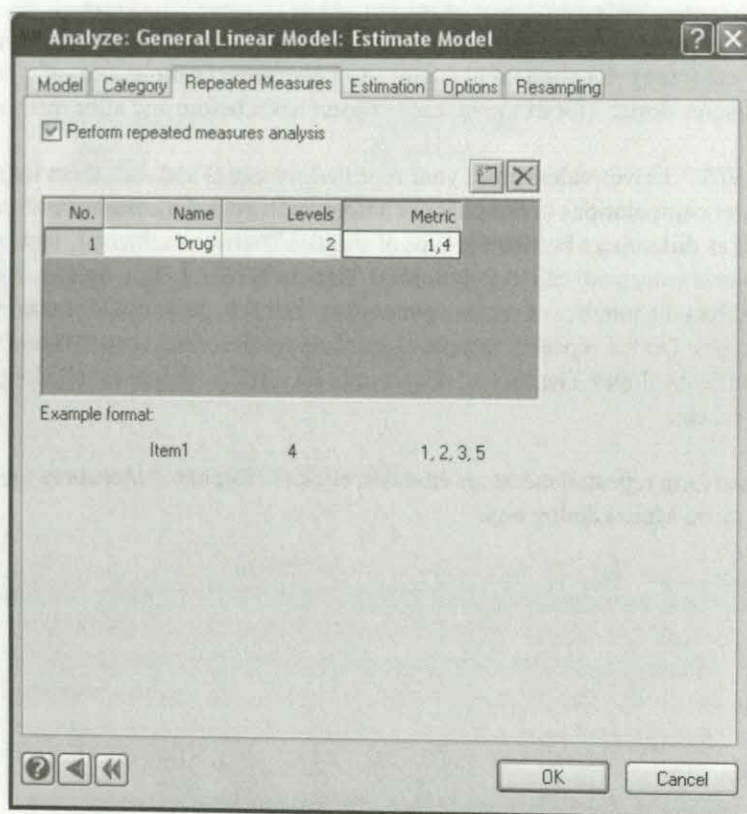 Analyze: General Linear Model: Estimate Model
Model Category Repeated Measures Estimation Options Resampling
Perform repeated measures analysis
No. Name Levels Metric
1 'Drug' 2 1,4
Example format:
Item1 4 1, 2, 3, 5
OK Cancel